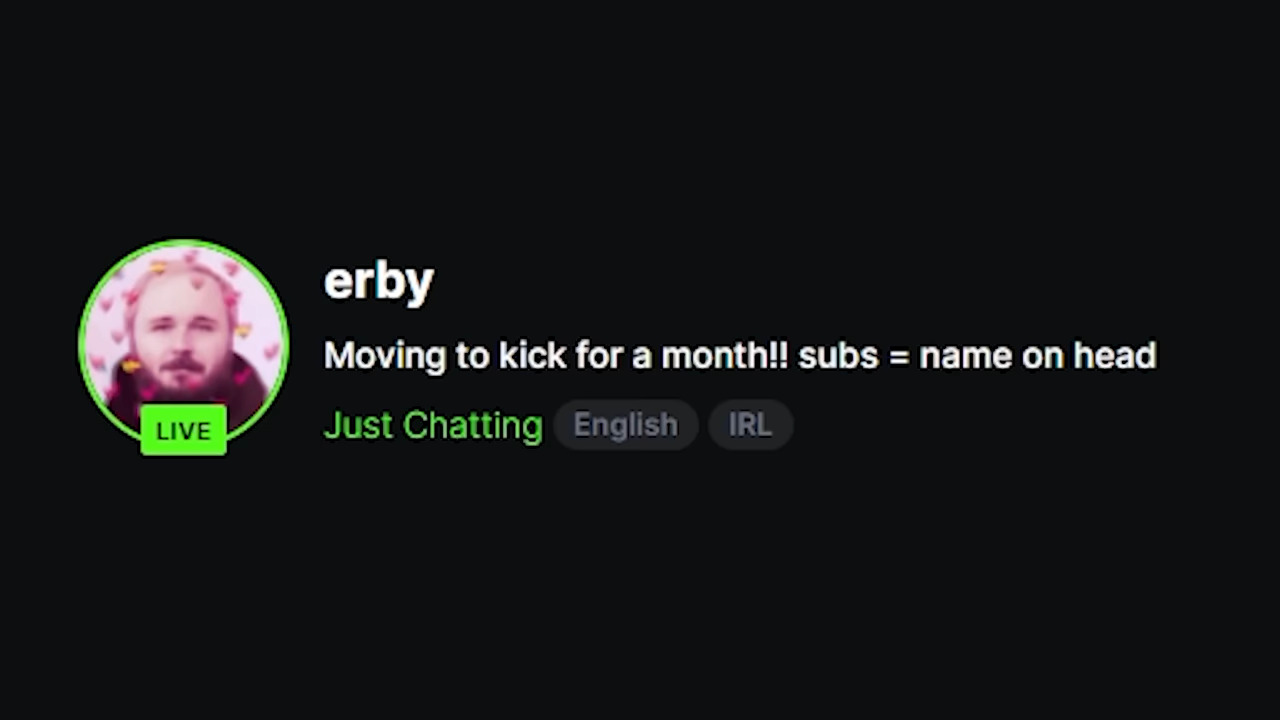 erby
Moving to kick for a month!! subs = name on head
Just Chatting English IRL
LIVE